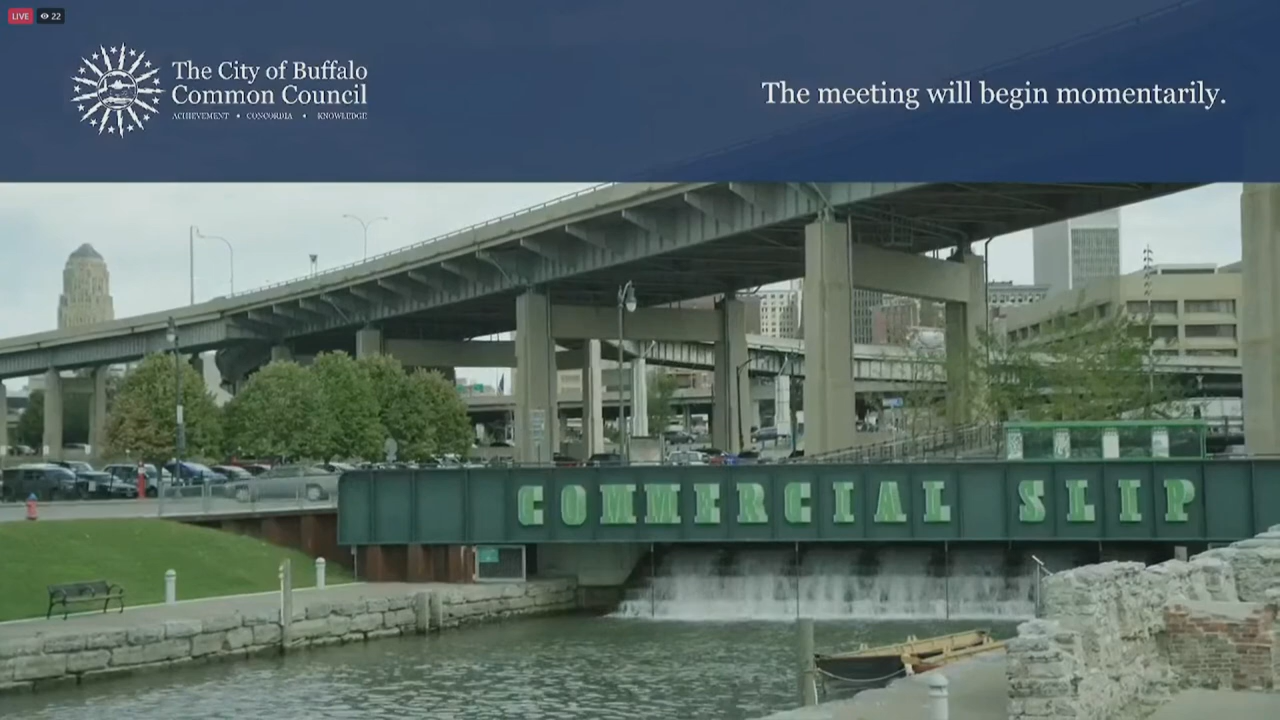 LIVE 22
The City of Buffalo
Common Council
ACHIEVEMENT • CONCORDIA • KNOWLEDGE
The meeting will begin momentarily.
COMMERCIAL SLIP